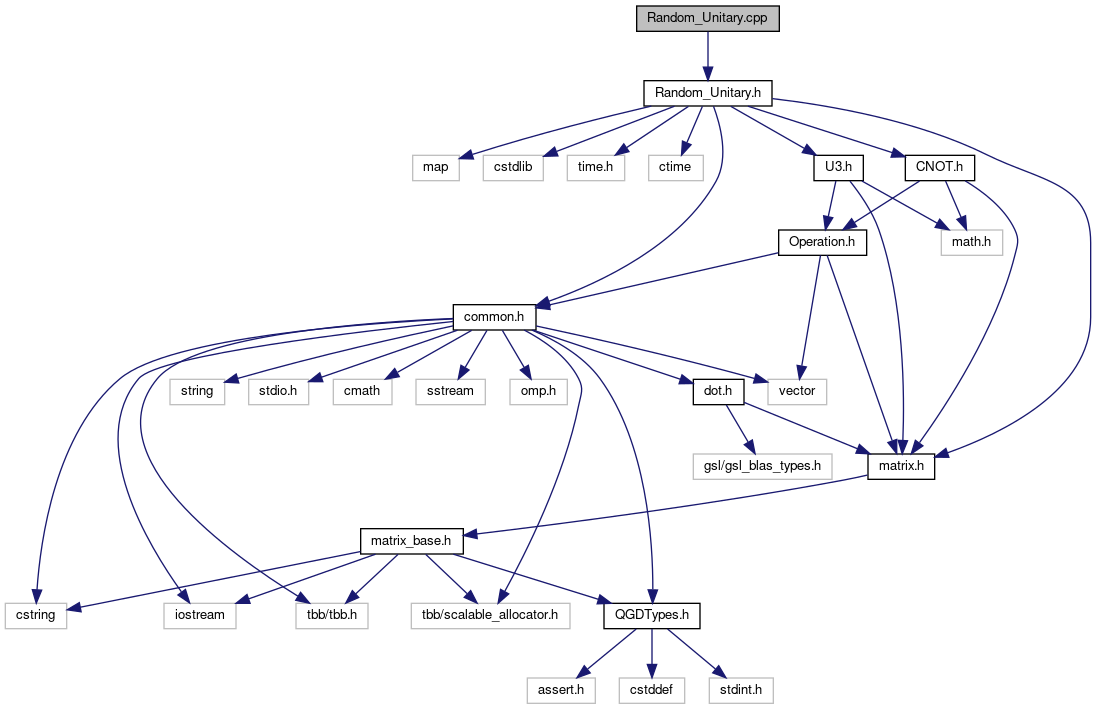 Random_Unitary.cpp
Random_Unitary.h
map
cstdlib
time.h
ctime
U3.h
CNOT.h
Operation.h
math.h
common.h
string
stdio.h
cmath
sstream
omp.h
dot.h
vector
gsl/gsl_blas_types.h
matrix.h
matrix_base.h
cstring
iostream
tbb/tbb.h
tbb/scalable_allocator.h
QGDTypes.h
assert.h
cstddef
stdint.h